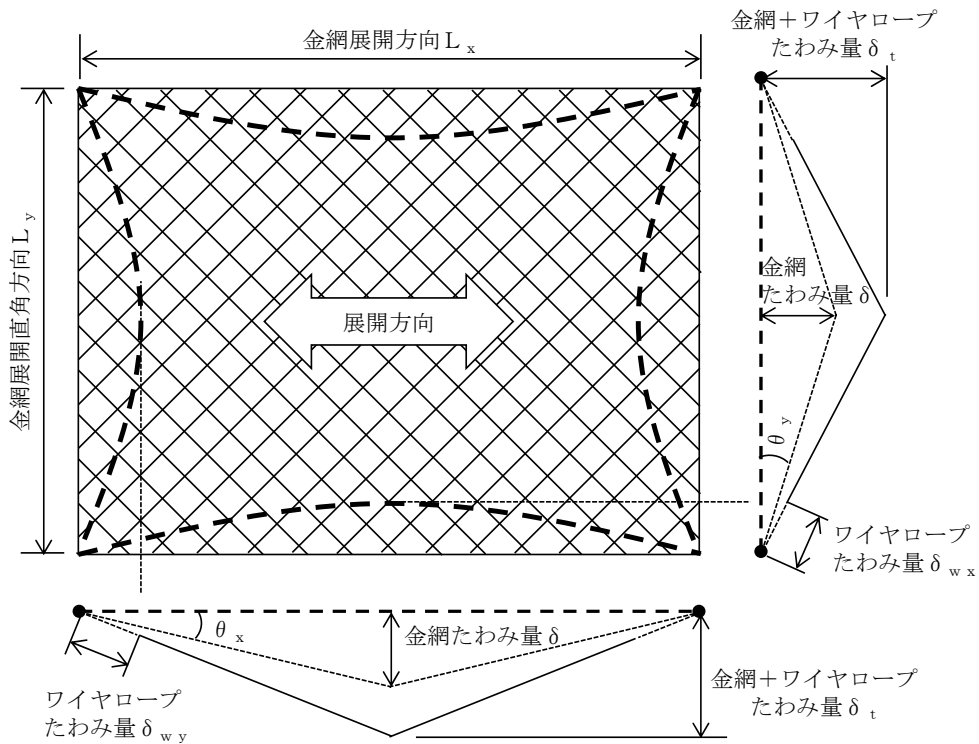 金網展開方向Lx
金網展開直角方向Ly
展開方向
金網＋ワイヤロープ
たわみ量δt
金網
たわみ量δ
θy
ワイヤロープ
たわみ量δwx
θx
金網たわみ量δ
ワイヤロープ
たわみ量δwy
金網＋ワイヤロープ
たわみ量δt